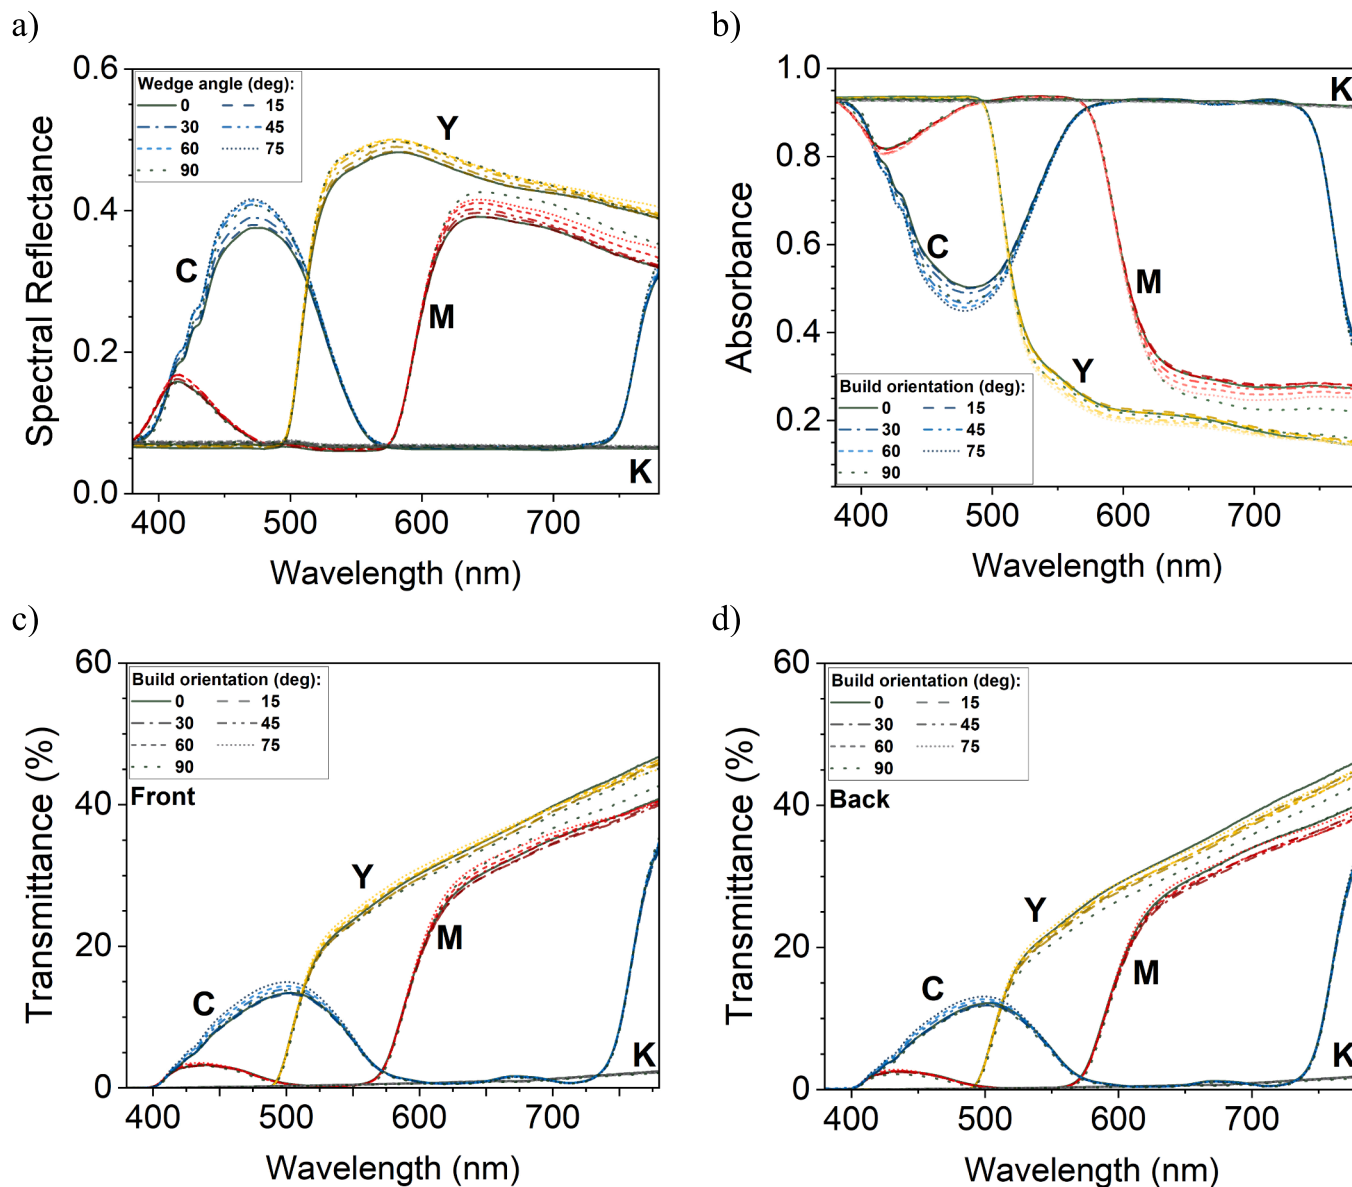 a)
0.6
0.4
0.2
0.0
Spectral Reflectance
Wedge angle (deg):
0 15
30 45
60 75
90
C
Y
M
K
400 500 600 700
Wavelength (nm)
b)
1.0
0.8
0.6
0.4
0.2
Absorbance
K
C
M
Y
Build orientation (deg):
0 15
30 45
60 75
90
400 500 600 700
Wavelength (nm)
c)
60
40
20
0
Transmittance (%)
Build orientation (deg):
0 15
30 45
60 75
90
Front
Y
M
C
K
400 500 600 700
Wavelength (nm)
d)
60
40
20
0
Transmittance (%)
Build orientation (deg):
0 15
30 45
60 75
90
Back
Y
M
C
K
400 500 600 700
Wavelength (nm)